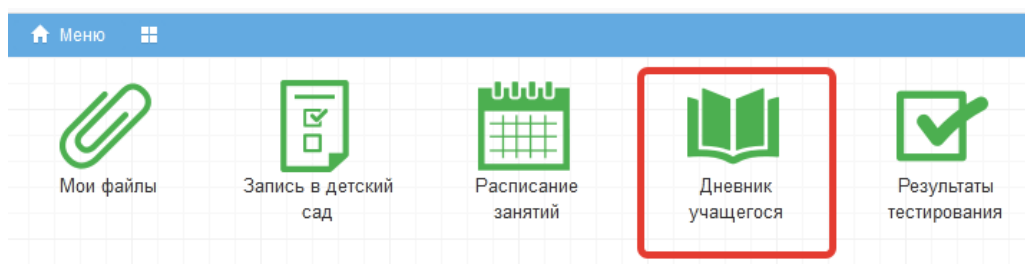 Меню
Мои файлы
Запись в детский
сад
Расписание
занятий
Дневник
учащегося
Результаты
тестирования